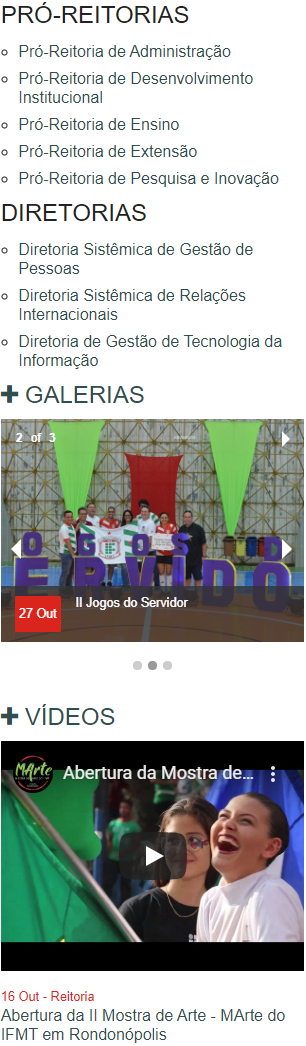 PRÓ-REITORIAS
Pró-Reitoria de Administração
Pró-Reitoria de Desenvolvimento
Institucional
Pró-Reitoria de Ensino
Pró-Reitoria de Extensão
Pró-Reitoria de Pesquisa e Inovação
DIRETORIAS
Diretoria Sistêmica de Gestão de
Pessoas
Diretoria Sistêmica de Relações
Internacionais
Diretoria de Gestão de Tecnologia da
Informação
GALERIAS
2 of 3
OGOS D
ERVIDO
27 Out
II Jogos do Servidor
VÍDEOS
MArte
Abertura da Mostra de...
16 Out - Reitoria
Abertura da II Mostra de Arte - MArte do
IFMT em Rondonópolis